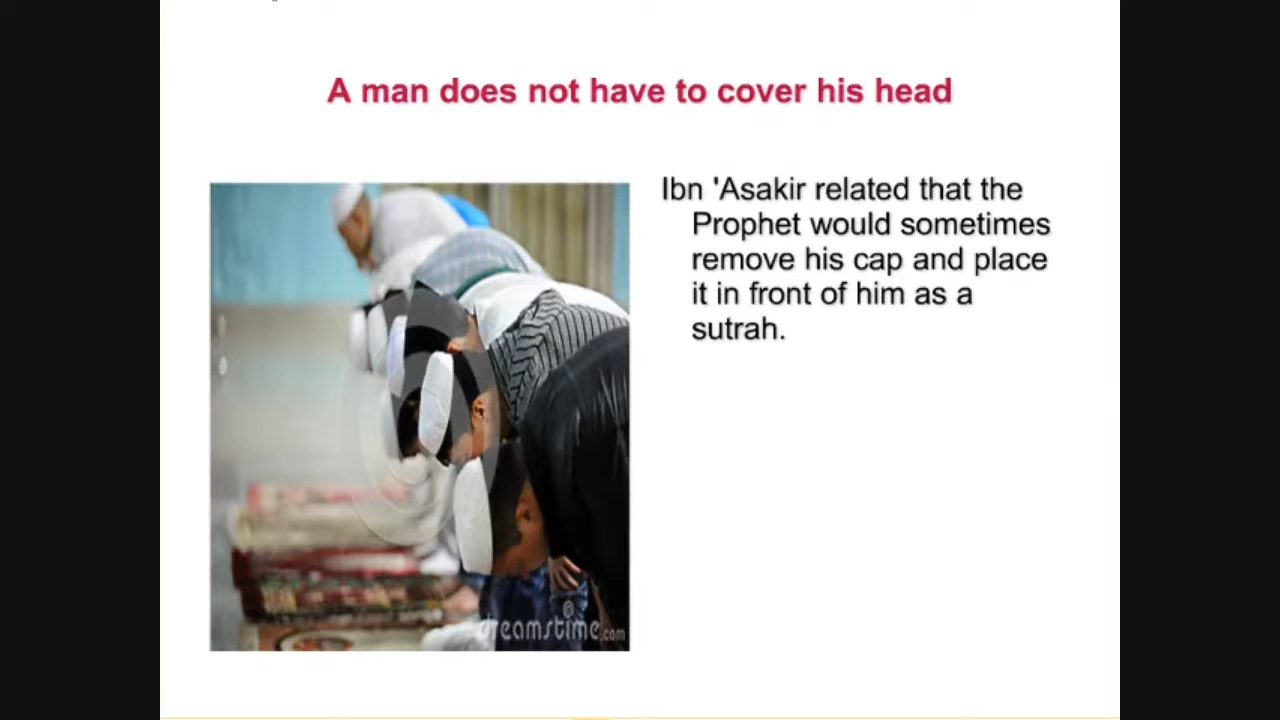 A man does not have to cover his head
Ibn 'Asakir related that the
Prophet would sometimes
remove his cap and place
it in front of him as a
sutrah.
dreamstime.com